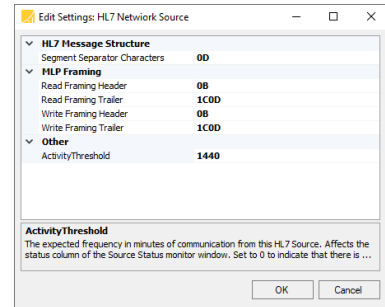 Edit Settings: HL7 Network Source
HL7 Message Structure
Segment Separator Characters 0D
MLP Framing
Read Framing Header 0B
Read Framing Trailer 1C0D
Write Framing Header 0B
Write Framing Trailer 1C0D
Other
ActivityThreshold 1440
ActivityThreshold
The expected frequency in minutes of communication from this HL7 Source. Affects the
status column of the Source Status monitor window. Set to 0 to indicate that there is ...
OK Cancel